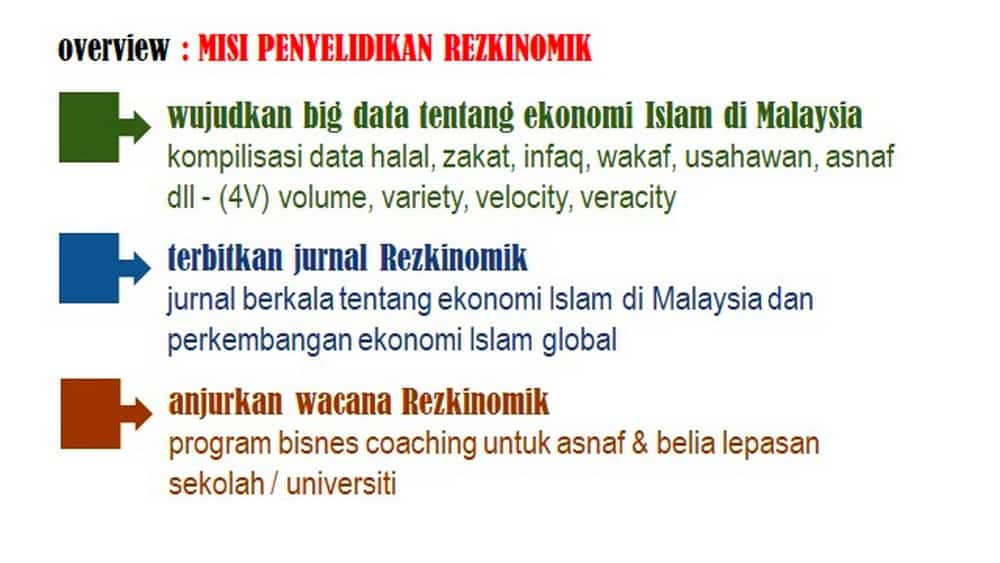 overview : MISI PENYELIDIKAN REZKINOMIK
wujudkan big data tentang ekonomi Islam di Malaysia
kompilisasi data halal, zakat, infaq, wakaf, usahawan, asnaf
dll - (4V) volume, variety, velocity, veracity
terbitkan jurnal Rezkinomik
jurnal berkala tentang ekonomi Islam di Malaysia dan
perkembangan ekonomi Islam global
anjurkan wacana Rezkinomik
program bisnes coaching untuk asnaf & belia lepasan
sekolah / universiti